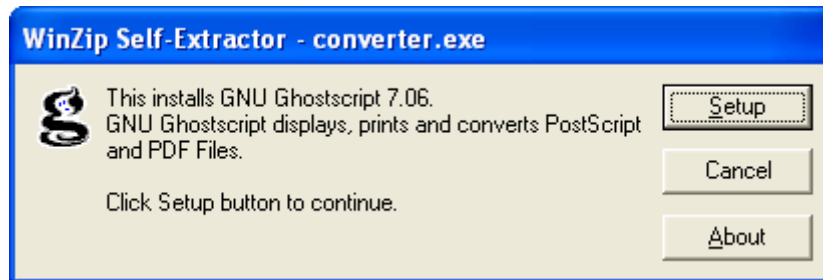 WinZip Self-Extractor - converter.exe
This installs GNU Ghostscript 7.06.
GNU Ghostscript displays, prints and converts PostScript
and PDF Files.
Click Setup button to continue.
Setup
Cancel
About